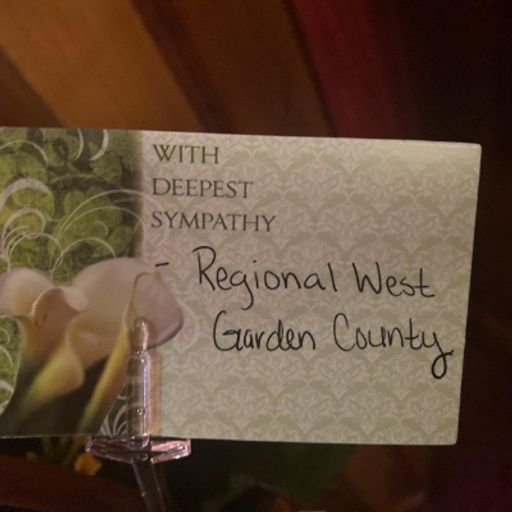 WITH
DEEPEST
SYMPATHY
- Regional West
Garden County